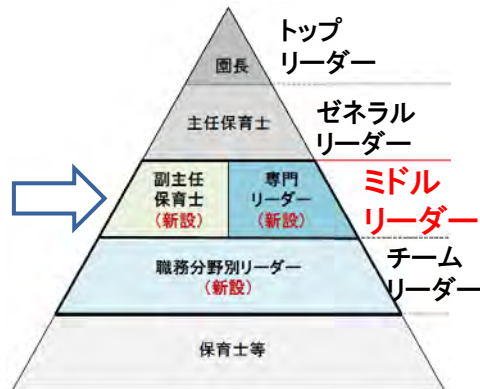 園長
トップ
リーダー
主任保育士
ゼネラル
リーダー
副主任
保育士
(新設)
専門
リーダー
(新設)
ミドル
リーダー
職務分野別リーダー
(新設)
チーム
リーダー
保育士等